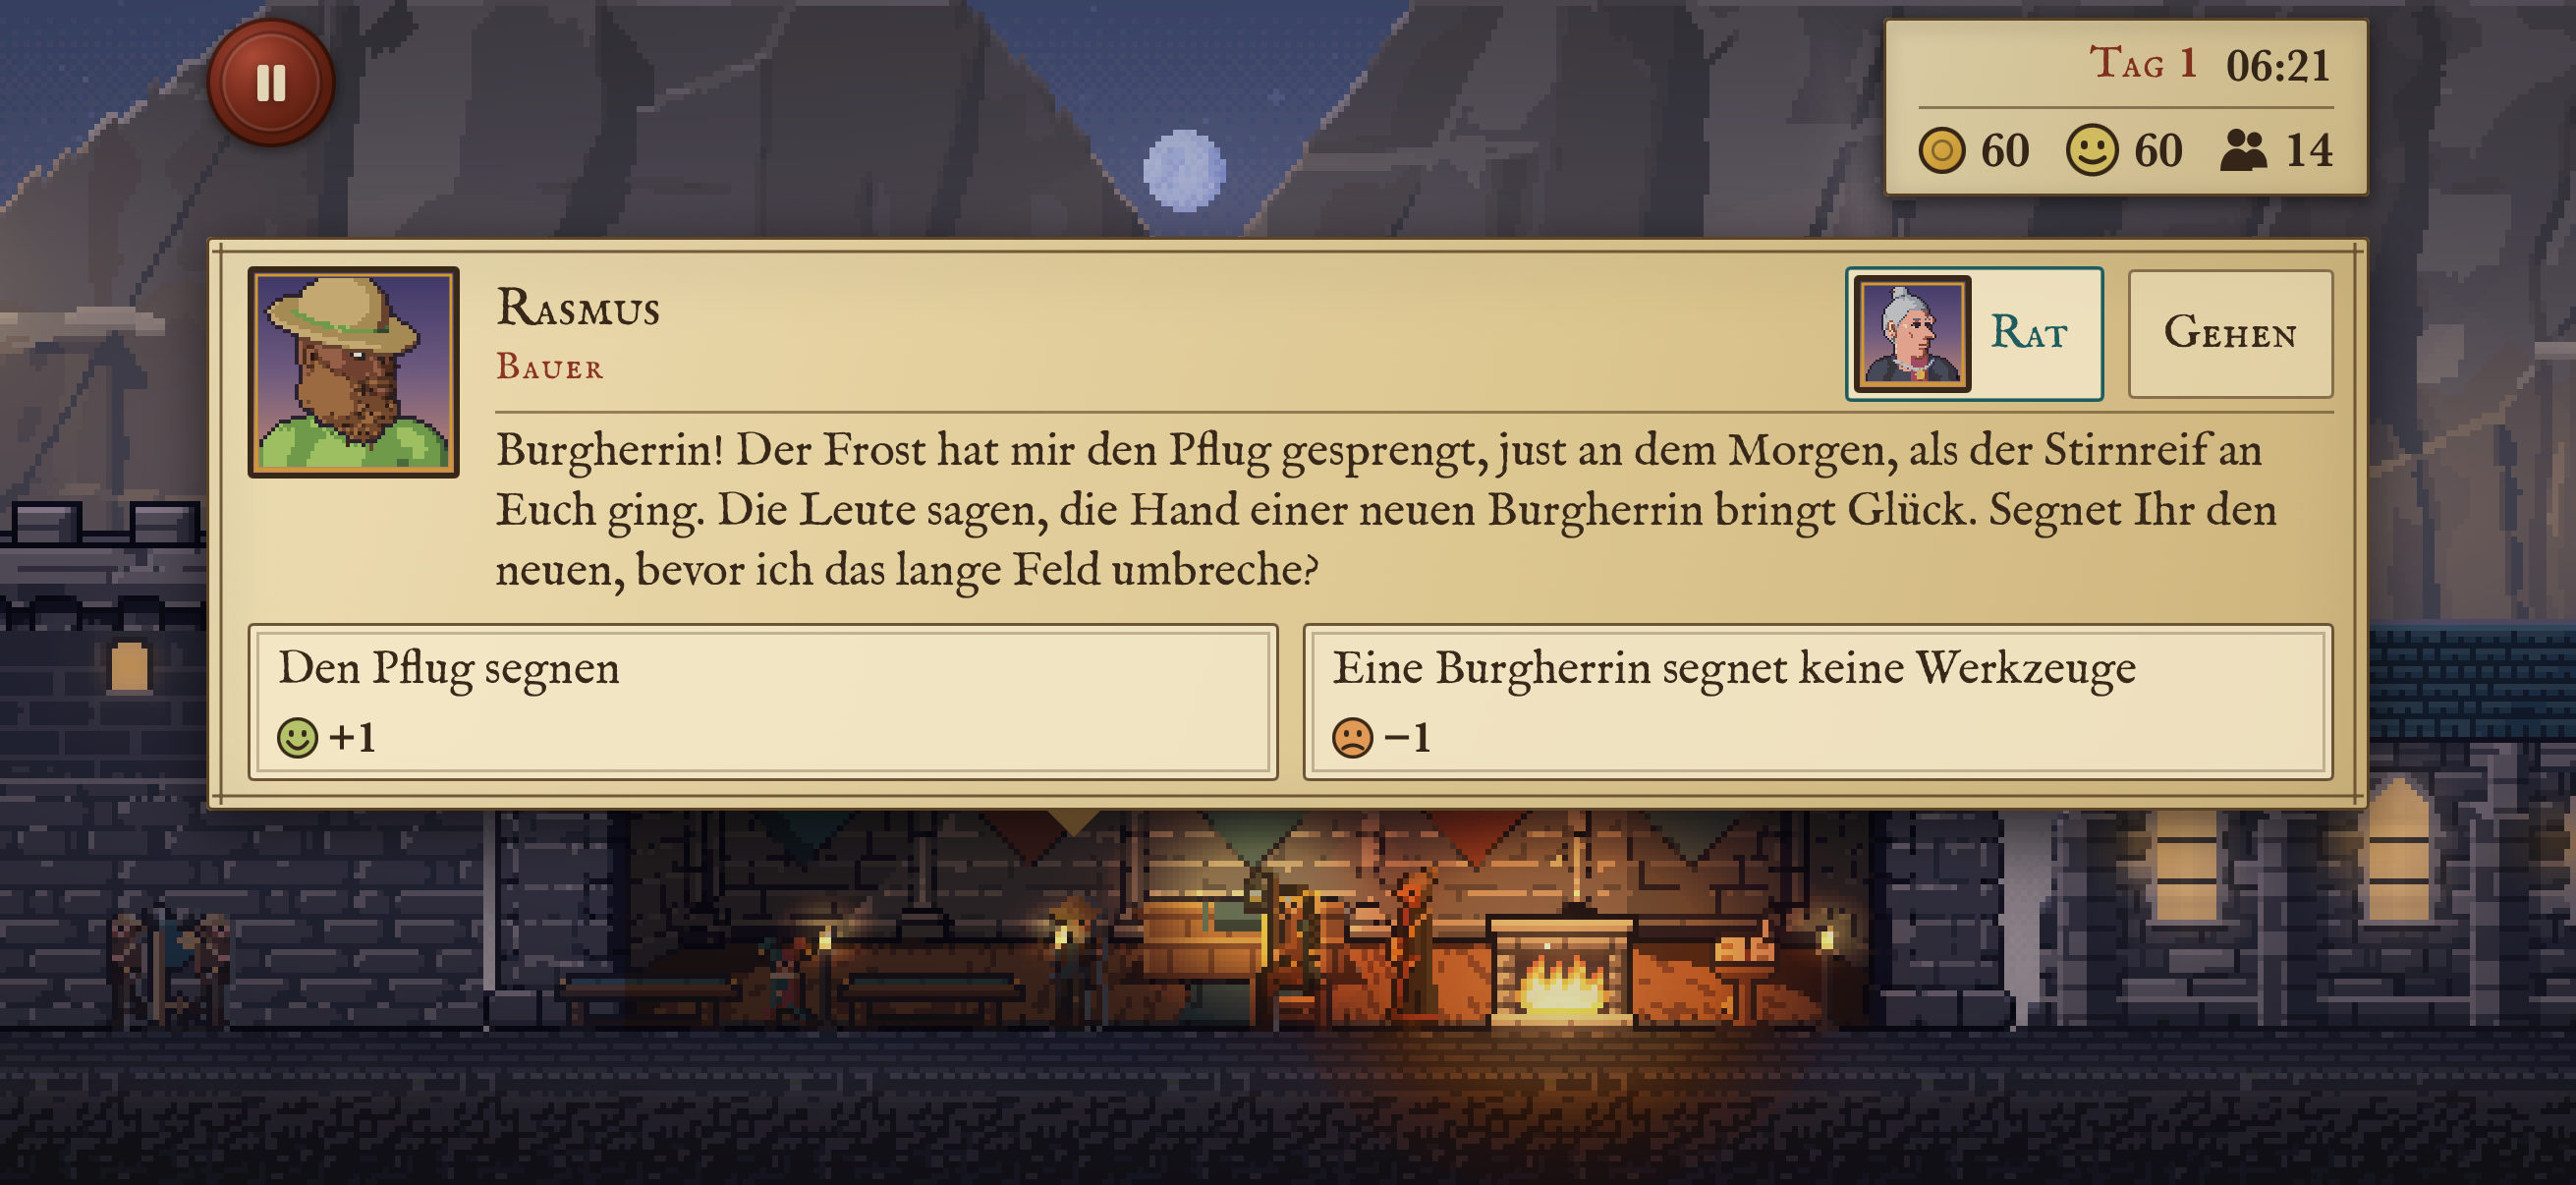 Tag 1 06:21
60 60 14
Rasmus
Bauer
Rat
Gehen
Burgherrin! Der Frost hat mir den Pflug gesprengt, just an dem Morgen, als der Stirnreif an
Euch ging. Die Leute sagen, die Hand einer neuen Burgherrin bringt Glück. Segnet Ihr den
neuen, bevor ich das lange Feld umbreche?
Den Pflug segnen
+1
Eine Burgherrin segnet keine Werkzeuge
−1